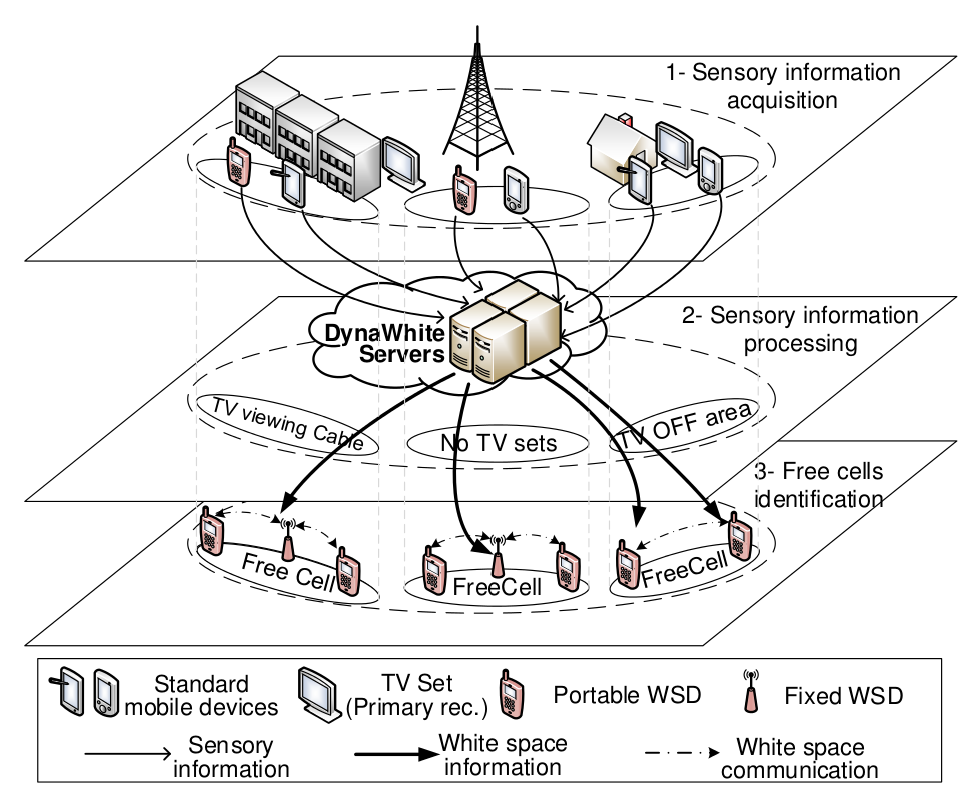 1- Sensory information
acquisition
DynaWhite
Servers
2- Sensory information
processing
TV viewing Cable
No TV sets
TV OFF area
3- Free cells
identification
Free Cell
FreeCell
FreeCell
Standard
mobile devices
TV Set
(Primary rec.)
Portable WSD
Fixed WSD
Sensory
information
White space
information
White space
communication